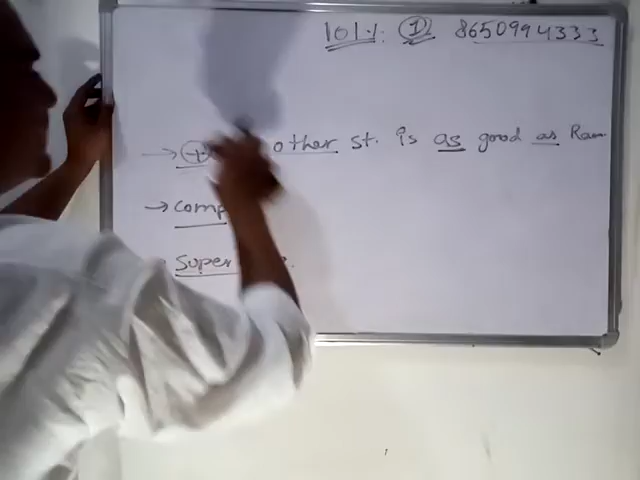 101% ① 8650994333
→ (+) other st. is as good as Ram
→ comp
Super